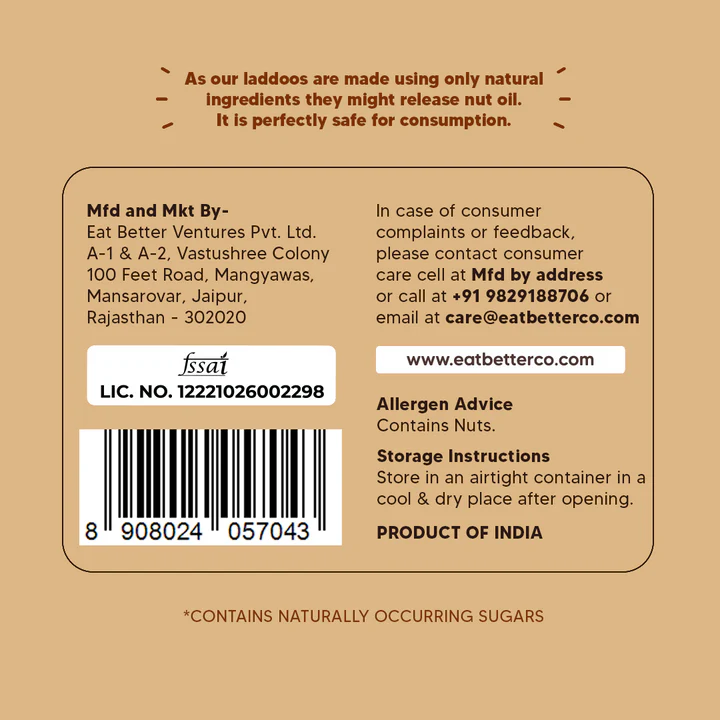 As our laddoos are made using only natural
ingredients they might release nut oil.
It is perfectly safe for consumption.
Mfd and Mkt By-
Eat Better Ventures Pvt. Ltd.
A-1 & A-2, Vastushree Colony
100 Feet Road, Mangyawas,
Mansarovar, Jaipur,
Rajasthan - 302020
fssai
LIC. NO. 12221026002298
8 908024 057043
In case of consumer
complaints or feedback,
please contact consumer
care cell at Mfd by address
or call at +91 9829188706 or
email at care@eatbetterco.com
www.eatbetterco.com
Allergen Advice
Contains Nuts.
Storage Instructions
Store in an airtight container in a
cool & dry place after opening.
PRODUCT OF INDIA
*CONTAINS NATURALLY OCCURRING SUGARS